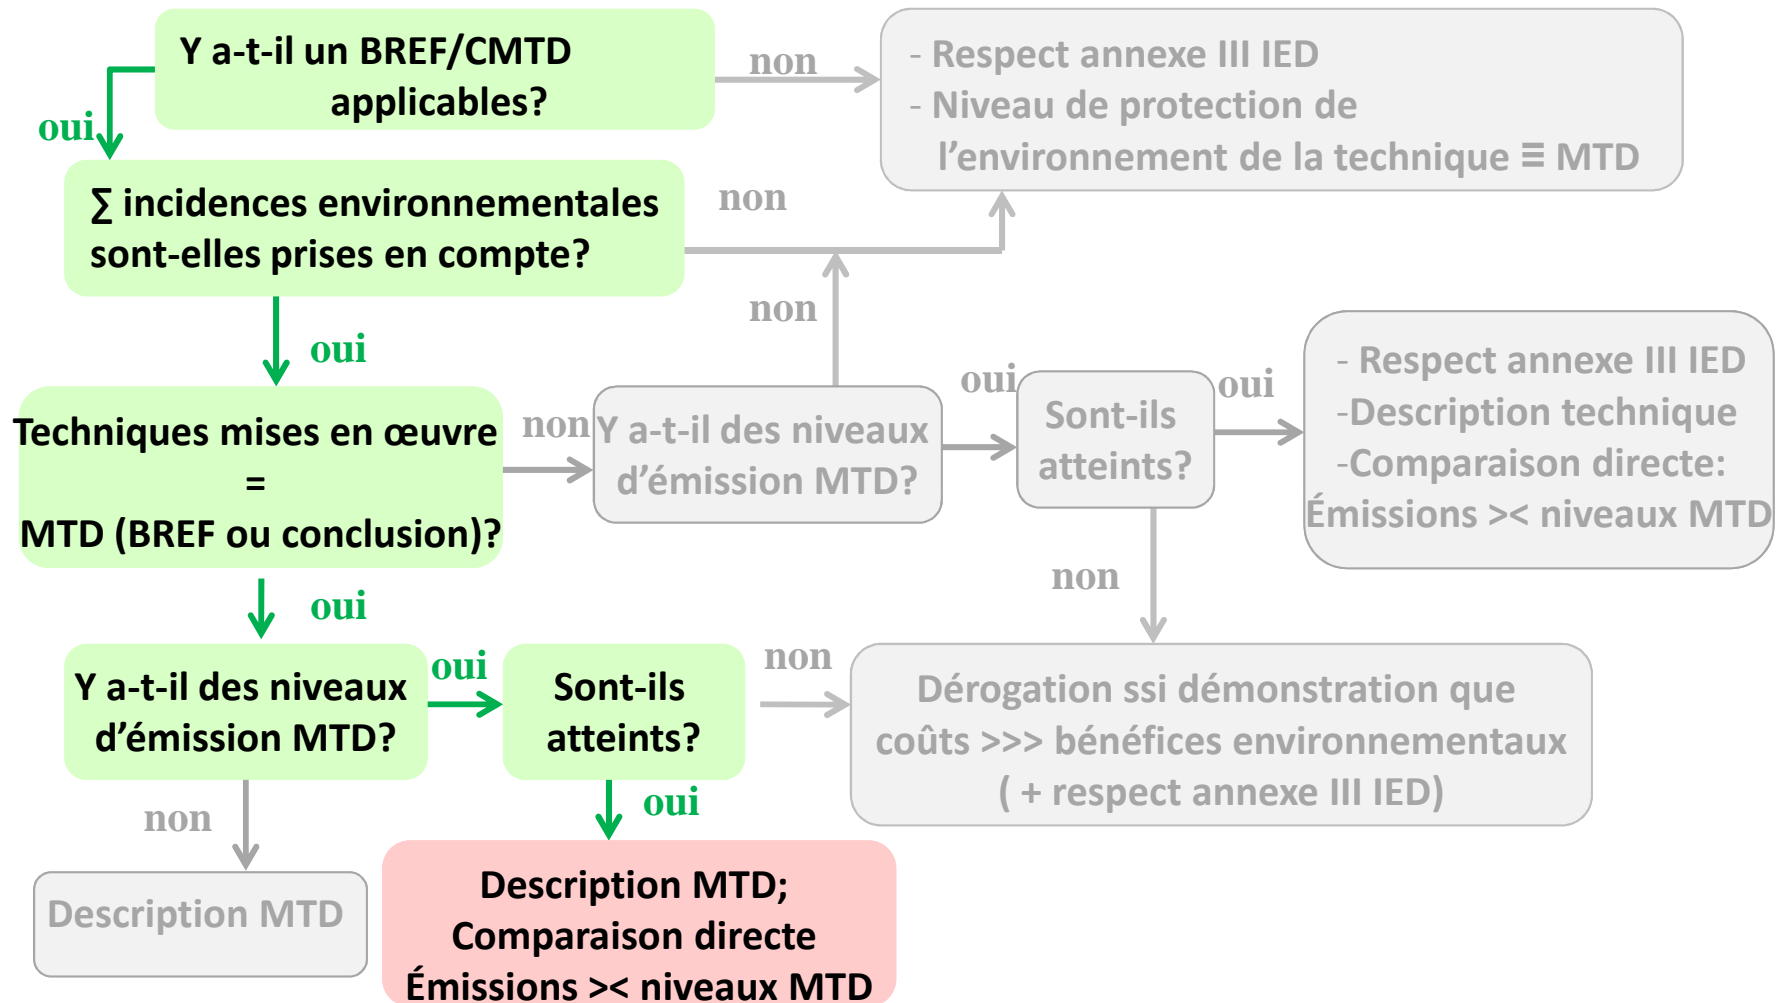 Y a-t-il un BREF/CMTD
applicables?
non
- Respect annexe III IED
- Niveau de protection de
l’environnement de la technique ≡ MTD
oui
∑ incidences environnementales
sont-elles prises en compte?
non
oui
non
Techniques mises en œuvre
=
MTD (BREF ou conclusion)?
non
Y a-t-il des niveaux
d’émission MTD?
oui
Sont-ils
atteints?
oui
- Respect annexe III IED
-Description technique
-Comparaison directe:
Émissions >< niveaux MTD
oui
non
Y a-t-il des niveaux
d’émission MTD?
oui
Sont-ils
atteints?
non
Dérogation ssi démonstration que
coûts >>> bénéfices environnementaux
( + respect annexe III IED)
non
oui
Description MTD
Description MTD;
Comparaison directe
Émissions >< niveaux MTD